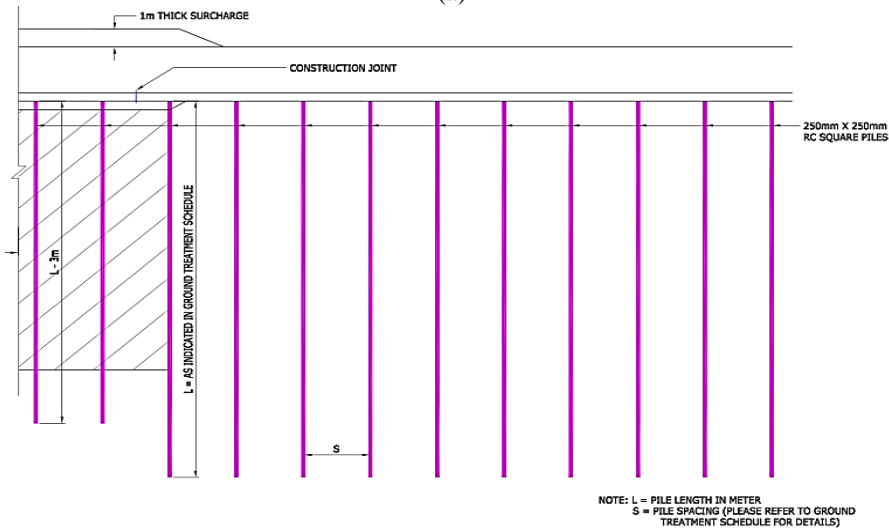 1m THICK SURCHARGE
CONSTRUCTION JOINT
250mm X 250mm
RC SQUARE PILES
L - 3m
L = AS INDICATED IN GROUND TREATMENT SCHEDULE
S
NOTE: L = PILE LENGTH IN METER
S = PILE SPACING (PLEASE REFER TO GROUND
TREATMENT SCHEDULE FOR DETAILS)